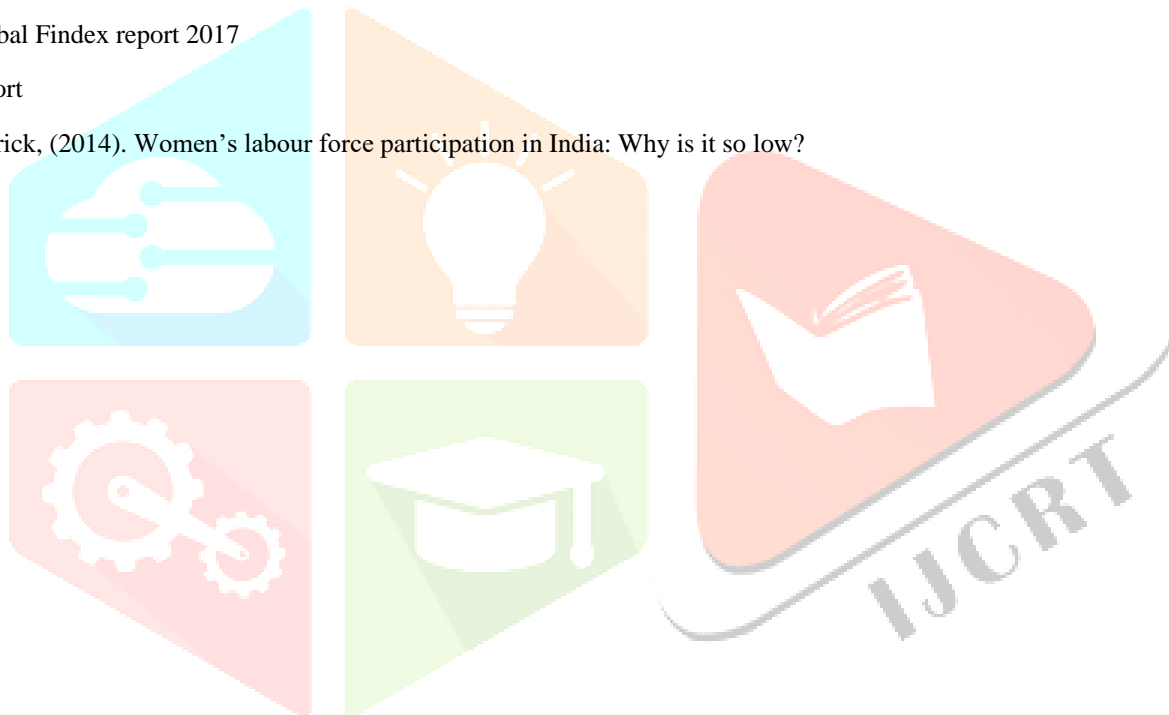 bal Findex report 2017
ort
rick, (2014). Women’s labour force participation in India: Why is it so low?
IJCRT